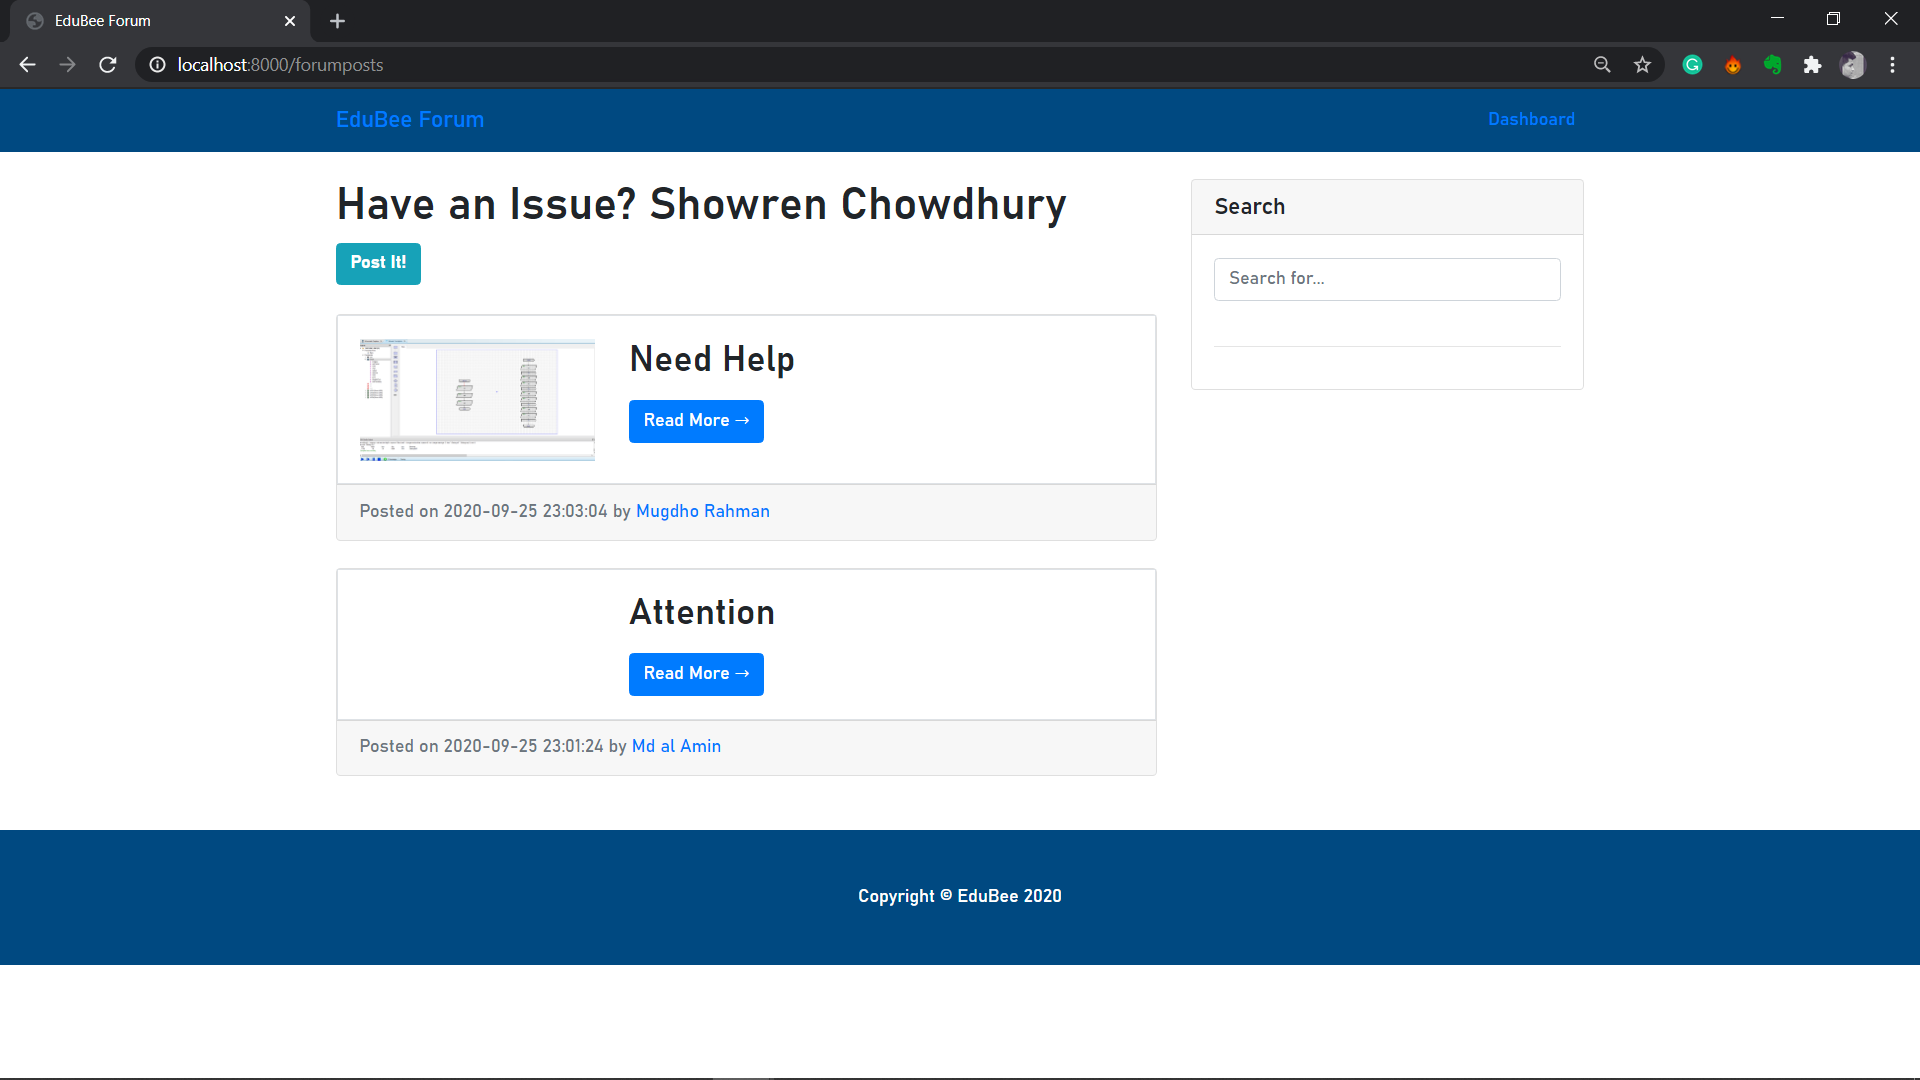 EduBee Forum
localhost:8000/forumposts
EduBee Forum
Dashboard
Have an Issue? Showren Chowdhury
Post It!
Need Help
Read More →
Posted on 2020-09-25 23:03:04 by Mugdho Rahman
Attention
Read More →
Posted on 2020-09-25 23:01:24 by Md al Amin
Search
Search for...
Copyright © EduBee 2020